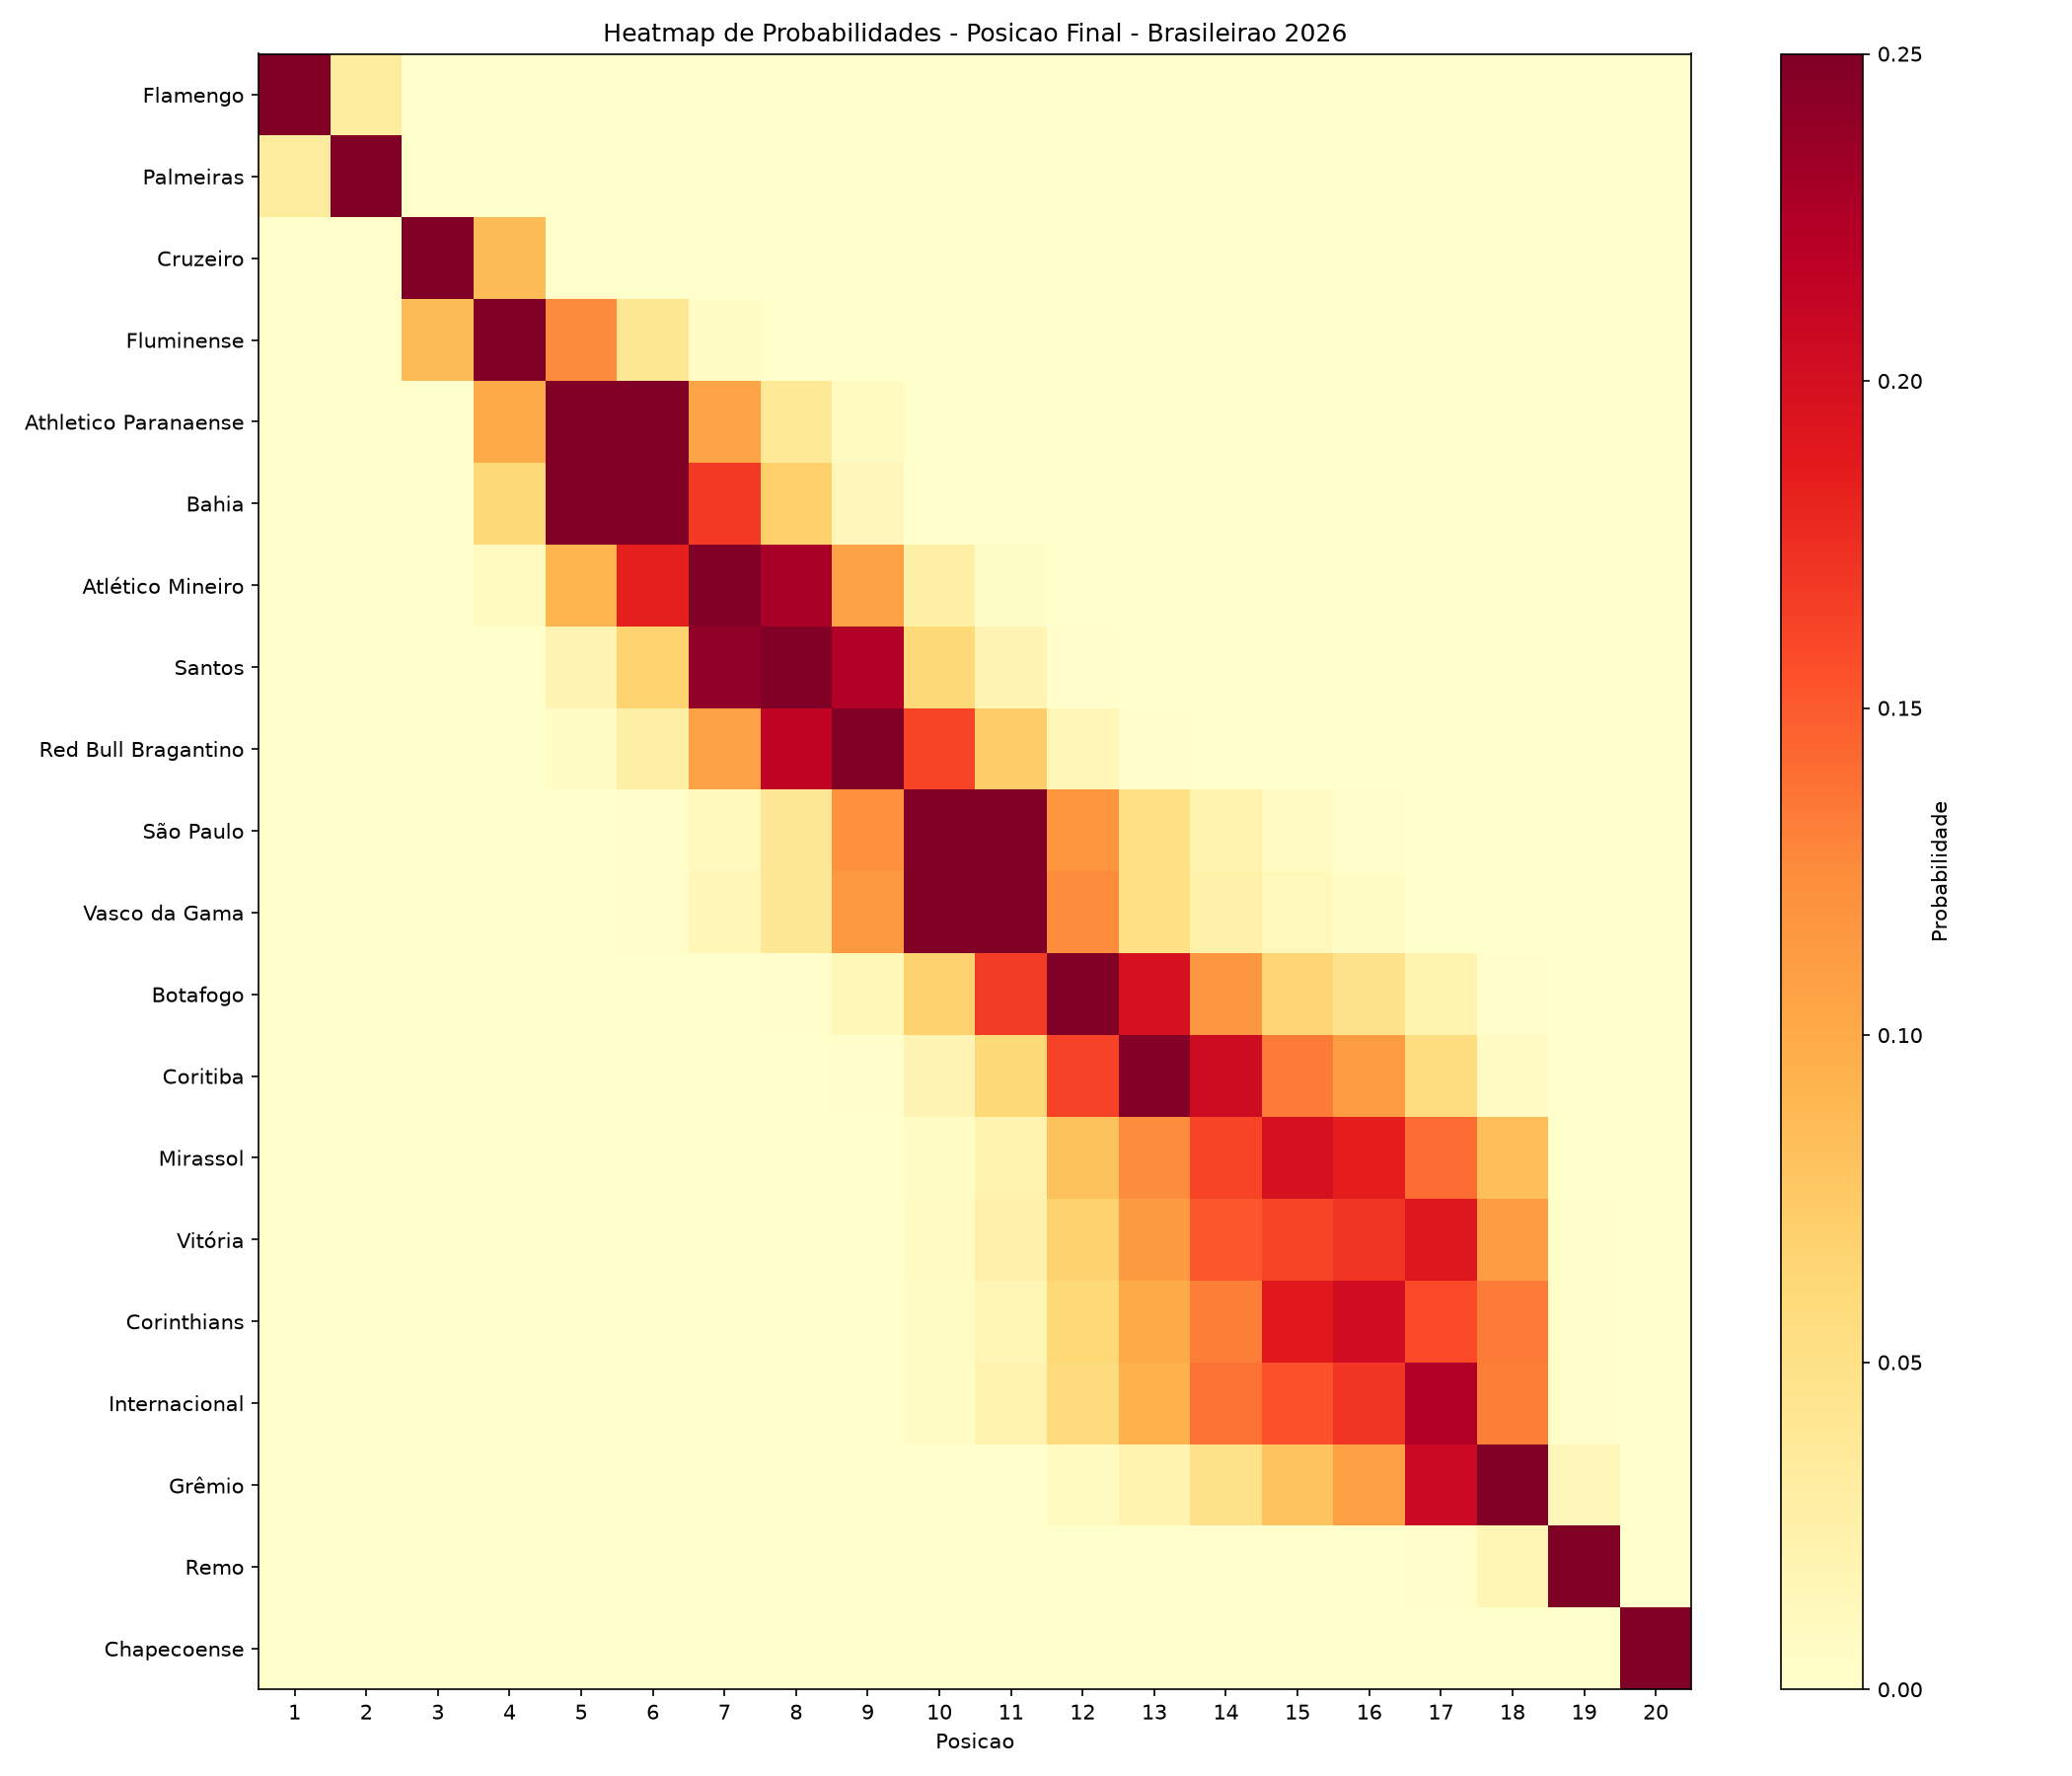 Heatmap de Probabilidades - Posicao Final - Brasileirao 2026
Flamengo
Palmeiras
Cruzeiro
Fluminense
Athletico Paranaense
Bahia
Atlético Mineiro
Santos
Red Bull Bragantino
São Paulo
Vasco da Gama
Botafogo
Coritiba
Mirassol
Vitória
Corinthians
Internacional
Grêmio
Remo
Chapecoense
1 2 3 4 5 6 7 8 9 10 11 12 13 14 15 16 17 18 19 20
Posicao
0.25
0.20
0.15
0.10
0.05
0.00
Probabilidade